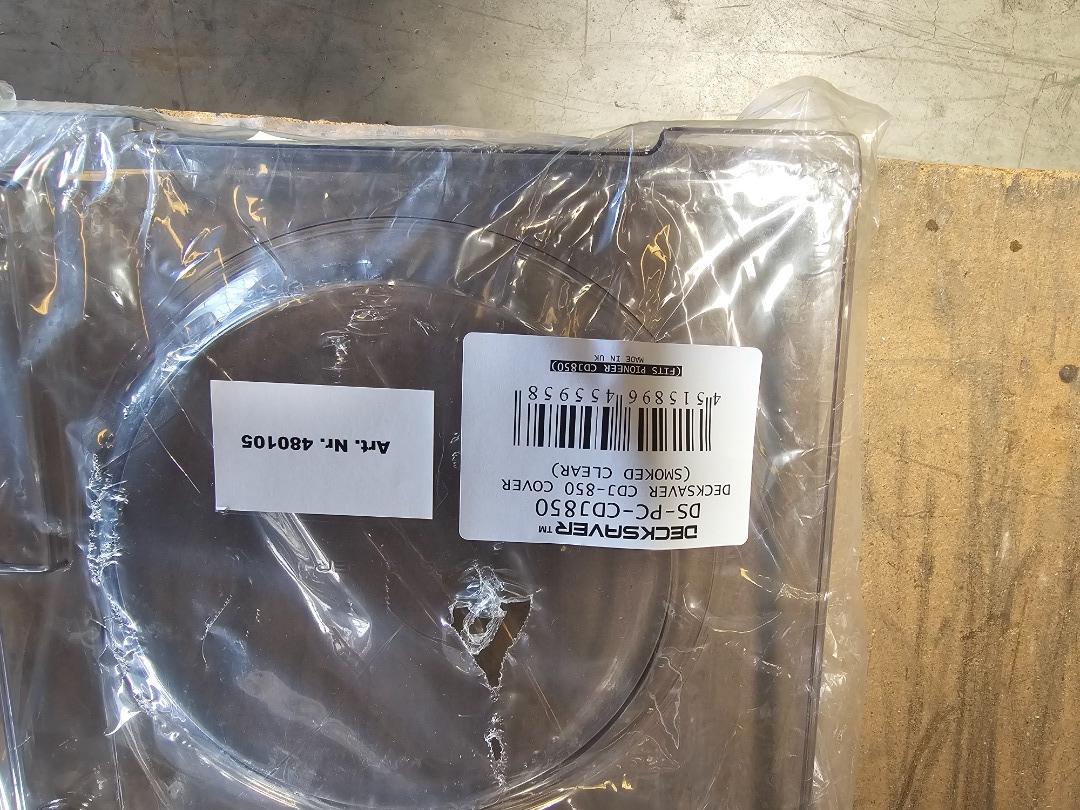 DECKSAVER™
DS-PC-CDJ850
DECKSAVER CDJ-850 COVER
(SMOKED CLEAR)
4 515896 455958
(FITS PIONEER CDJ850)
MADE IN UK
Art. Nr. 480105